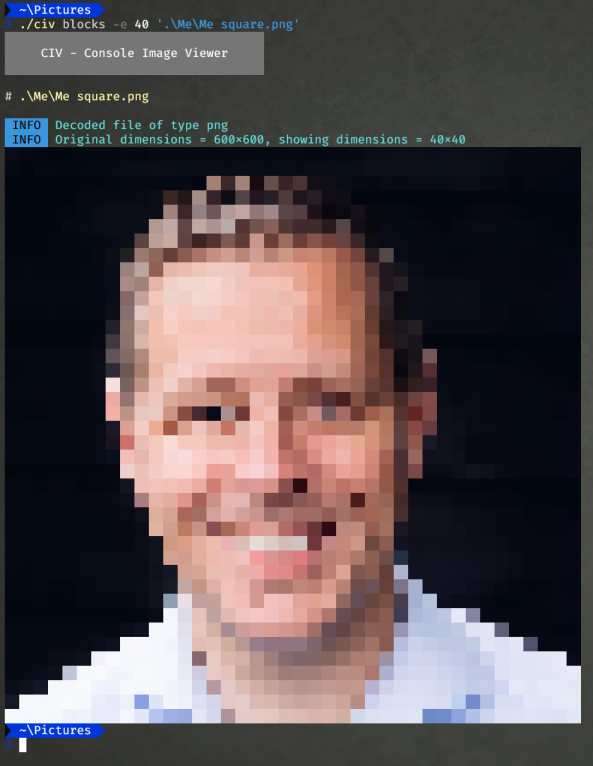 ~\Pictures
❯ ./civ blocks -e 40 '.\Me\Me square.png'
CIV - Console Image Viewer
# .\Me\Me square.png
INFO Decoded file of type png
INFO Original dimensions = 600×600, showing dimensions = 40×40
~\Pictures
❯